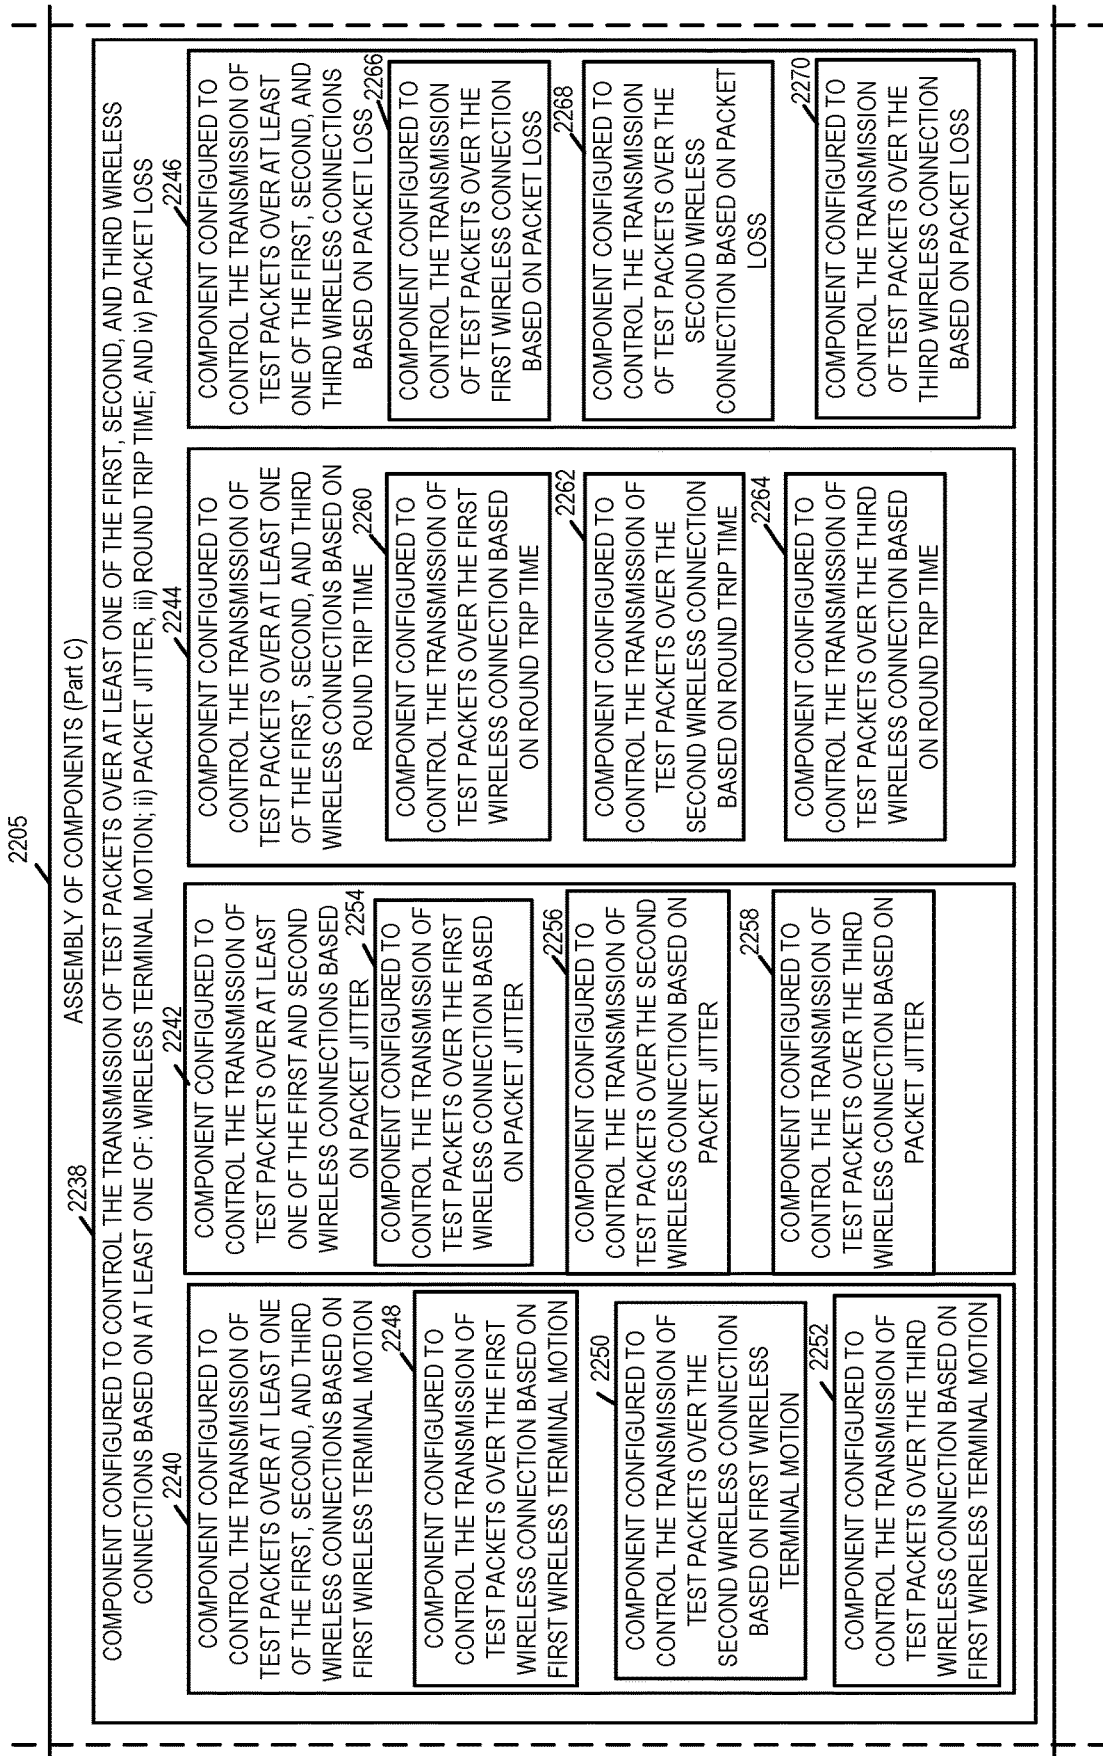 2205
ASSEMBLY OF COMPONENTS (Part C)
2238
COMPONENT CONFIGURED TO CONTROL THE TRANSMISSION OF TEST PACKETS OVER AT LEAST ONE OF THE FIRST, SECOND, AND THIRD WIRELESS
CONNECTIONS BASED ON AT LEAST ONE OF: WIRELESS TERMINAL MOTION; ii) PACKET JITTER, iii) ROUND TRIP TIME; AND iv) PACKET LOSS
2240
COMPONENT CONFIGURED TO
CONTROL THE TRANSMISSION OF
TEST PACKETS OVER AT LEAST ONE
OF THE FIRST, SECOND, AND THIRD
WIRELESS CONNECTIONS BASED ON
FIRST WIRELESS TERMINAL MOTION
2248
COMPONENT CONFIGURED TO
CONTROL THE TRANSMISSION OF
TEST PACKETS OVER THE FIRST
WIRELESS CONNECTION BASED ON
FIRST WIRELESS TERMINAL MOTION
2250
COMPONENT CONFIGURED TO
CONTROL THE TRANSMISSION OF
TEST PACKETS OVER THE
SECOND WIRELESS CONNECTION
BASED ON FIRST WIRELESS
TERMINAL MOTION
2252
COMPONENT CONFIGURED TO
CONTROL THE TRANSMISSION OF
TEST PACKETS OVER THE THIRD
WIRELESS CONNECTION BASED ON
FIRST WIRELESS TERMINAL MOTION
2242
COMPONENT CONFIGURED TO
CONTROL THE TRANSMISSION OF
TEST PACKETS OVER AT LEAST
ONE OF THE FIRST AND SECOND
WIRELESS CONNECTIONS BASED
ON PACKET JITTER
2254
COMPONENT CONFIGURED TO
CONTROL THE TRANSMISSION OF
TEST PACKETS OVER THE FIRST
WIRELESS CONNECTION BASED
ON PACKET JITTER
2256
COMPONENT CONFIGURED TO
CONTROL THE TRANSMISSION OF
TEST PACKETS OVER THE SECOND
WIRELESS CONNECTION BASED ON
PACKET JITTER
2258
COMPONENT CONFIGURED TO
CONTROL THE TRANSMISSION OF
TEST PACKETS OVER THE THIRD
WIRELESS CONNECTION BASED ON
PACKET JITTER
2244
COMPONENT CONFIGURED TO
CONTROL THE TRANSMISSION OF
TEST PACKETS OVER AT LEAST ONE
OF THE FIRST, SECOND, AND THIRD
WIRELESS CONNECTIONS BASED ON
ROUND TRIP TIME
2260
COMPONENT CONFIGURED TO
CONTROL THE TRANSMISSION OF
TEST PACKETS OVER THE FIRST
WIRELESS CONNECTION BASED
ON ROUND TRIP TIME
2262
COMPONENT CONFIGURED TO
CONTROL THE TRANSMISSION OF
TEST PACKETS OVER THE
SECOND WIRELESS CONNECTION
BASED ON ROUND TRIP TIME
2264
COMPONENT CONFIGURED TO
CONTROL THE TRANSMISSION OF
TEST PACKETS OVER THE THIRD
WIRELESS CONNECTION BASED
ON ROUND TRIP TIME
2246
COMPONENT CONFIGURED TO
CONTROL THE TRANSMISSION OF
TEST PACKETS OVER AT LEAST
ONE OF THE FIRST, SECOND, AND
THIRD WIRELESS CONNECTIONS
BASED ON PACKET LOSS
2266
COMPONENT CONFIGURED TO
CONTROL THE TRANSMISSION
OF TEST PACKETS OVER THE
FIRST WIRELESS CONNECTION
BASED ON PACKET LOSS
2268
COMPONENT CONFIGURED TO
CONTROL THE TRANSMISSION
OF TEST PACKETS OVER THE
SECOND WIRELESS
CONNECTION BASED ON PACKET
LOSS
2270
COMPONENT CONFIGURED TO
CONTROL THE TRANSMISSION
OF TEST PACKETS OVER THE
THIRD WIRELESS CONNECTION
BASED ON PACKET LOSS